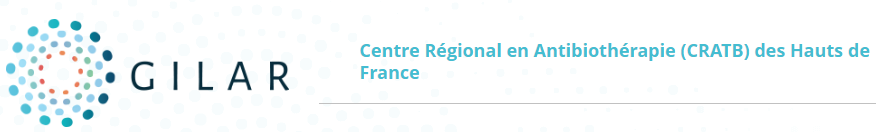 GILAR
Centre Régional en Antibiothérapie (CRATB) des Hauts de
France